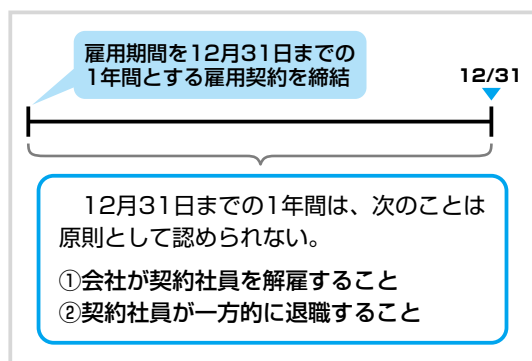 雇用期間を12月31日までの
1年間とする雇用契約を締結
12/31
12月31日までの1年間は、次のことは
原則として認められない。
①会社が契約社員を解雇すること
②契約社員が一方的に退職すること